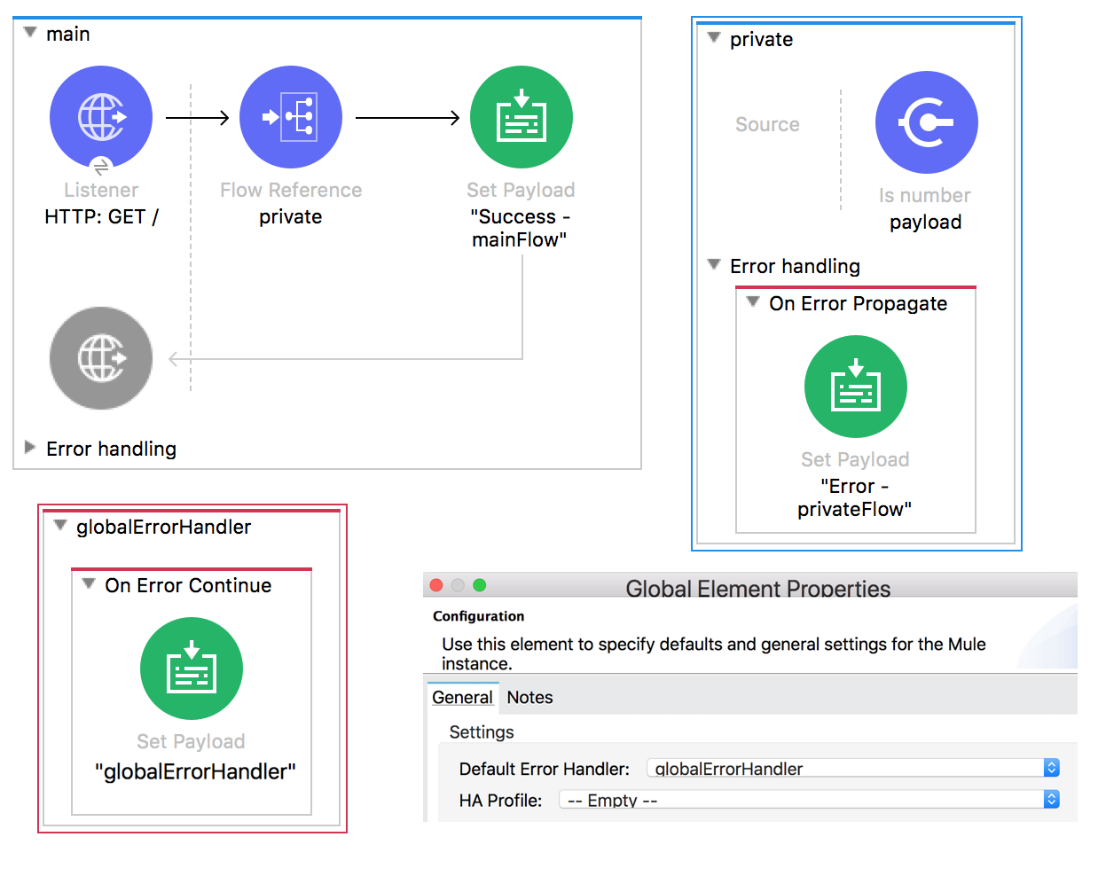 main
Listener
HTTP: GET /
Flow Reference
private
Set Payload
"Success -
mainFlow"
Error handling
private
Source
Is number
payload
Error handling
On Error Propagate
Set Payload
"Error -
privateFlow"
globalErrorHandler
On Error Continue
Set Payload
"globalErrorHandler"
Global Element Properties
Configuration
Use this element to specify defaults and general settings for the Mule
instance.
General Notes
Settings
Default Error Handler: globalErrorHandler
HA Profile: -- Empty --